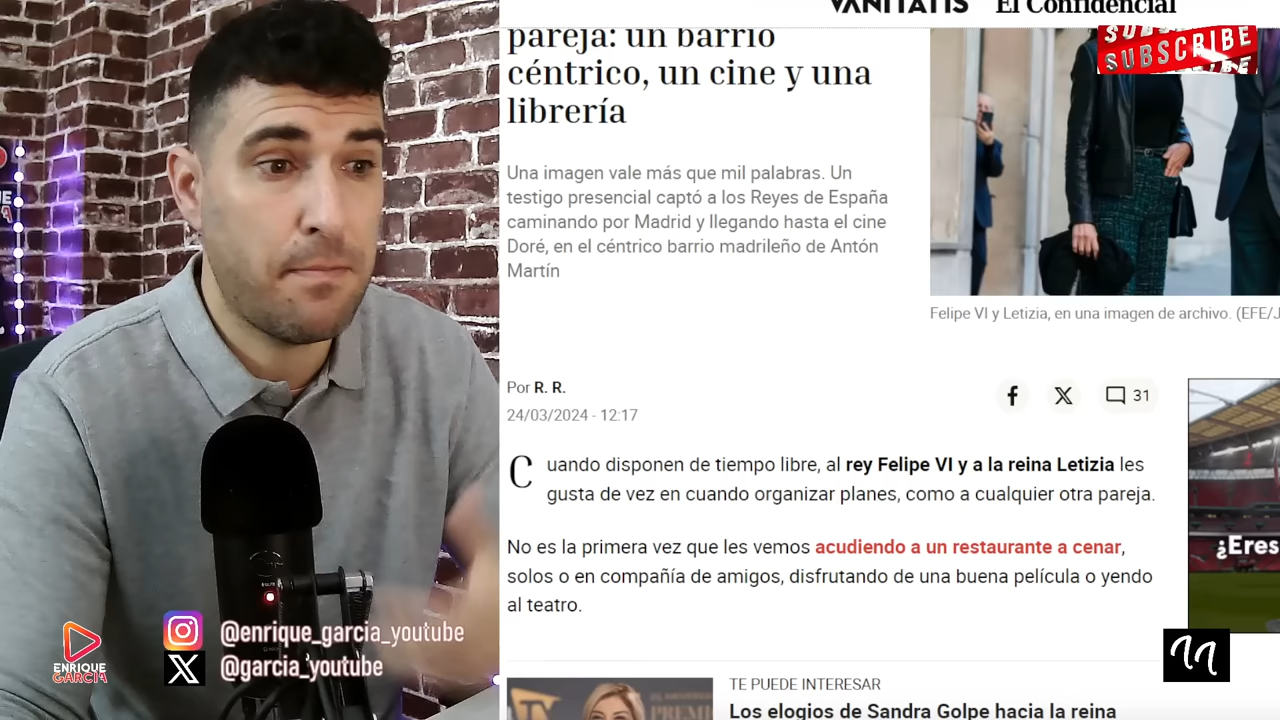 VANITATIS El Confidencial
SUBSCRIBE
pareja: un barrio
céntrico, un cine y una
librería
Una imagen vale más que mil palabras. Un
testigo presencial captó a los Reyes de España
caminando por Madrid y llegando hasta el cine
Doré, en el céntrico barrio madrileño de Antón
Martín
Felipe VI y Letizia, en una imagen de archivo. (EFE/J
Por R. R.
24/03/2024 - 12:17
31
Cuando disponen de tiempo libre, al rey Felipe VI y a la reina Letizia les
gusta de vez en cuando organizar planes, como a cualquier otra pareja.
No es la primera vez que les vemos acudiendo a un restaurante a cenar,
solos o en compañía de amigos, disfrutando de una buena película o yendo
al teatro.
¿Eres
TE PUEDE INTERESAR
Los elogios de Sandra Golpe hacia la reina
ENRIQUE
GARCIA
@enrique_garcia_youtube
@garcia_youtube